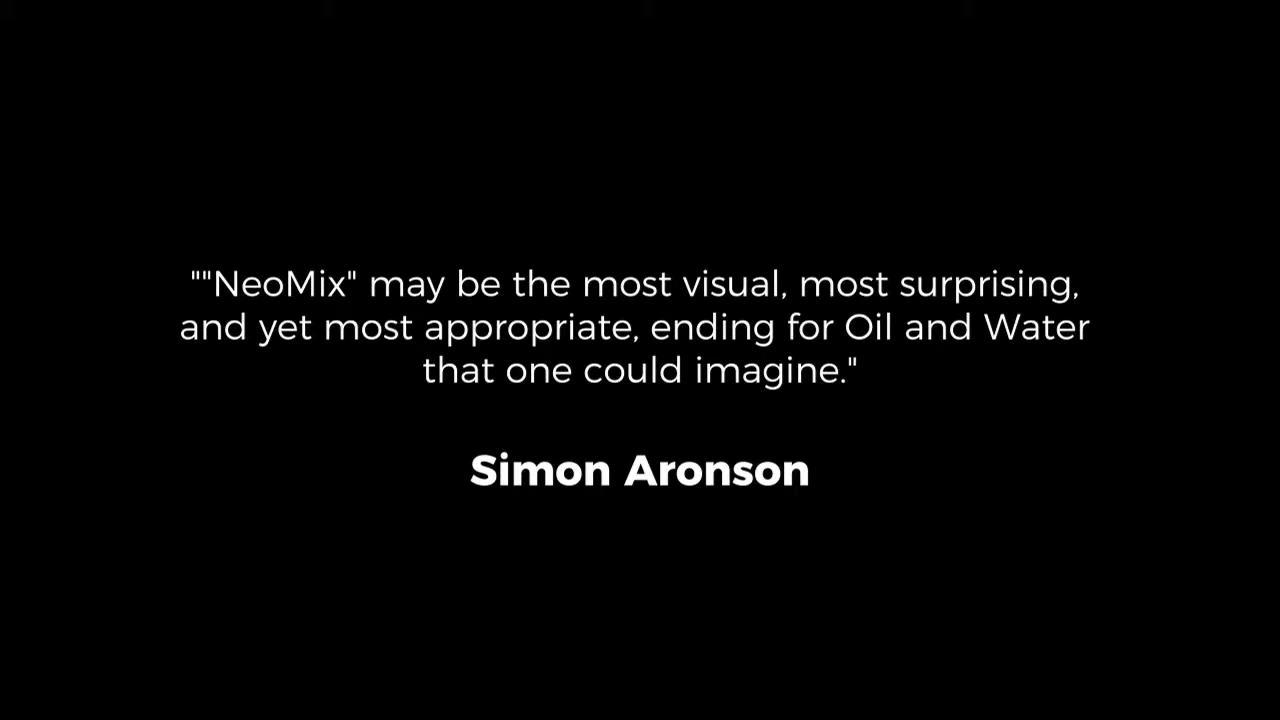 ""NeoMix" may be the most visual, most surprising,
and yet most appropriate, ending for Oil and Water
that one could imagine."
Simon Aronson